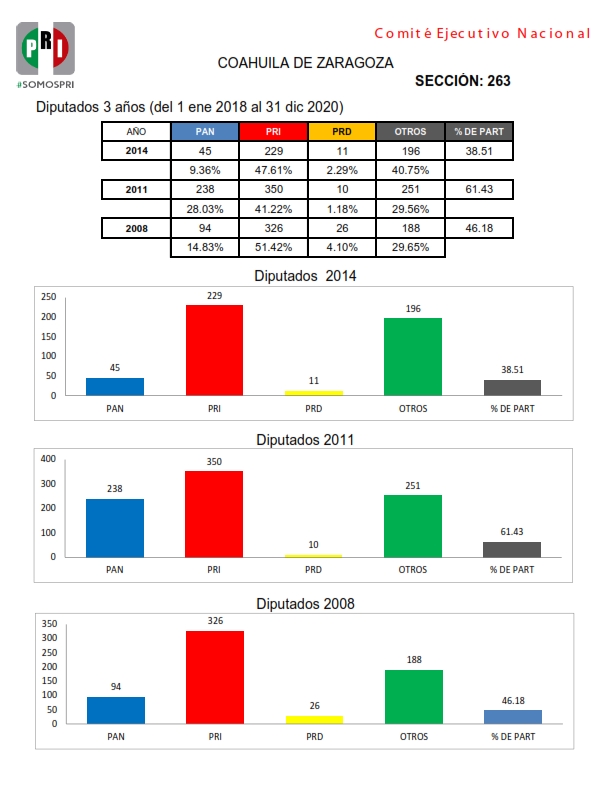 PRI
#SOMOSPRI
Comité Ejecutivo Nacional
COAHUILA DE ZARAGOZA
SECCIÓN: 263
Diputados 3 años (del 1 ene 2018 al 31 dic 2020)
AÑO PAN PRI PRD OTROS % DE PART
2014 45 229 11 196 38.51
9.36% 47.61% 2.29% 40.75%
2011 238 350 10 251 61.43
28.03% 41.22% 1.18% 29.56%
2008 94 326 26 188 46.18
14.83% 51.42% 4.10% 29.65%
Diputados 2014
250
200
150
100
50
0
45
229
11
196
38.51
PAN PRI PRD OTROS % DE PART
Diputados 2011
400
300
200
100
0
238
350
10
251
61.43
PAN PRI PRD OTROS % DE PART
Diputados 2008
350
300
250
200
150
100
50
0
94
326
26
188
46.18
PAN PRI PRD OTROS % DE PART